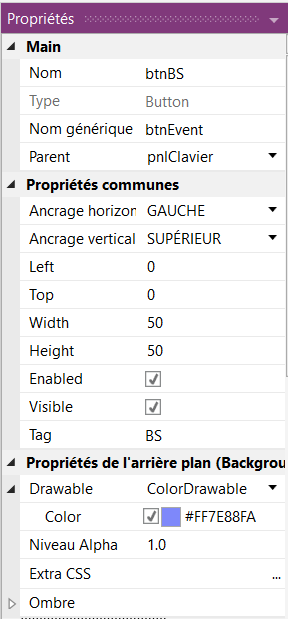 Propriétés
Main
Nom btnBS
Type Button
Nom générique btnEvent
Parent pnlClavier
Propriétés communes
Ancrage horizon GAUCHE
Ancrage vertical SUPÉRIEUR
Left 0
Top 0
Width 50
Height 50
Enabled
Visible
Tag BS
Propriétés de l'arrière plan (Backgrou
Drawable ColorDrawable
Color #FF7E88FA
Niveau Alpha 1.0
Extra CSS ...
Ombre